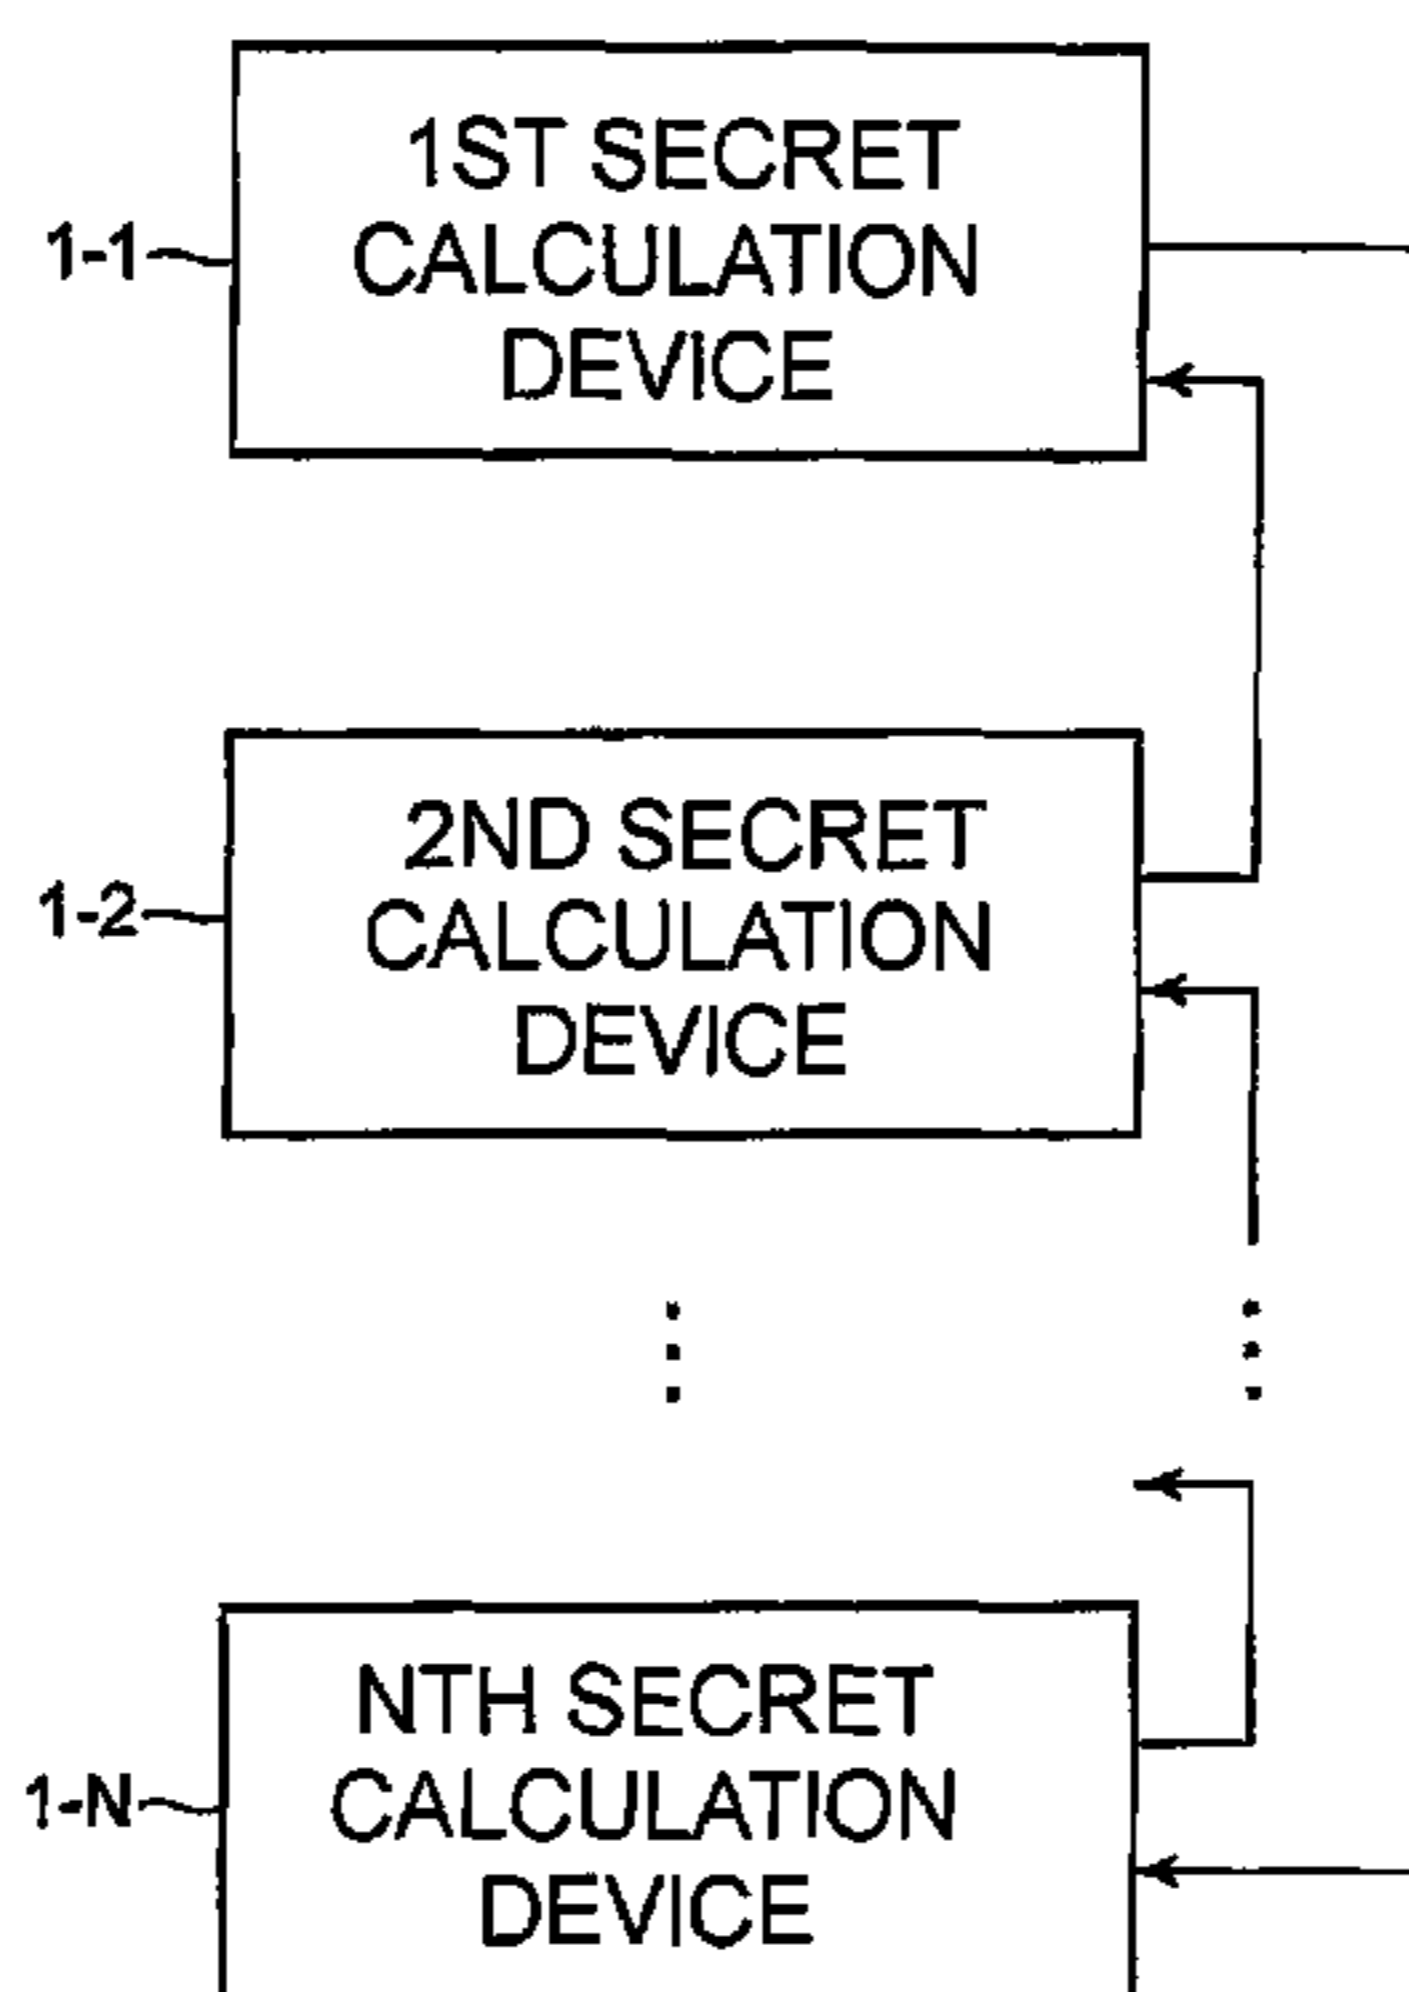 1ST SECRET
CALCULATION
DEVICE
1-1
2ND SECRET
CALCULATION
DEVICE
1-2
NTH SECRET
CALCULATION
DEVICE
1-N